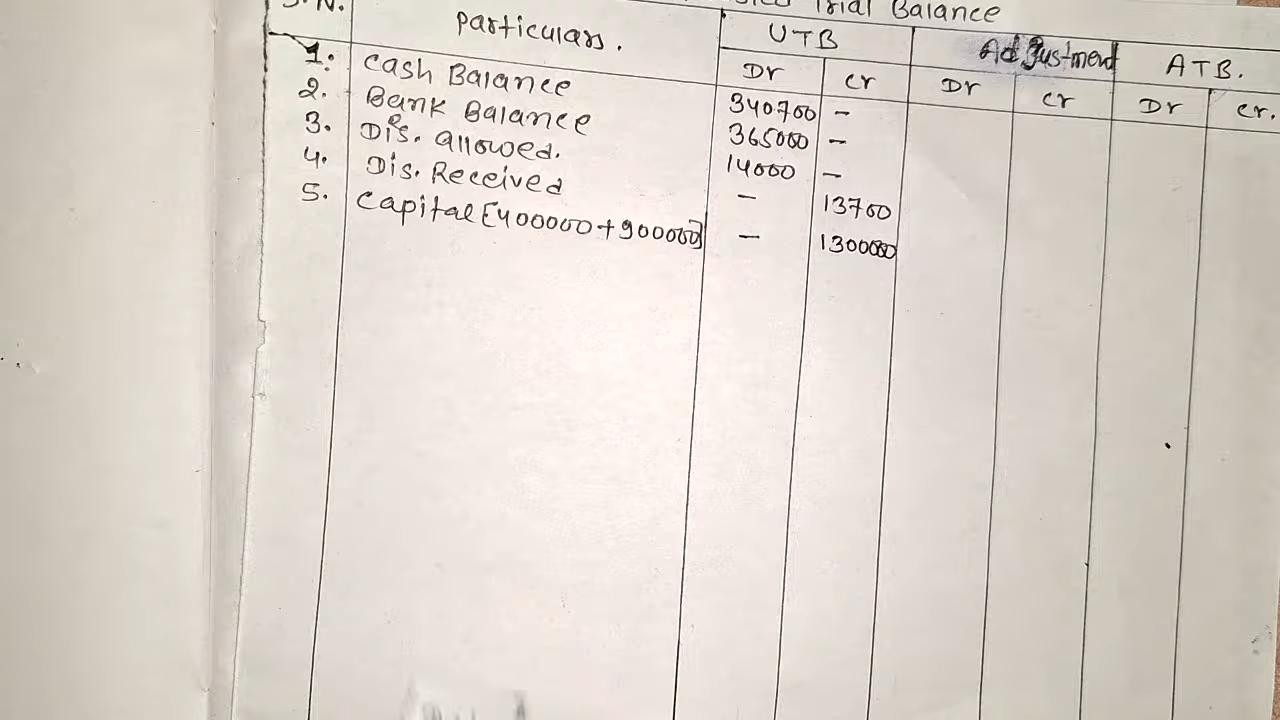 S.N. Trial Balance
Particulars. UTB Adjustment ATB.
Dr Cr Dr Cr Dr Cr.
1. Cash Balance 340700 -
2. Bank Balance 365000 -
3. Dis. allowed. 14000 -
4. Dis. Received - 13700
5. Capital [400000+900000] - 1300000